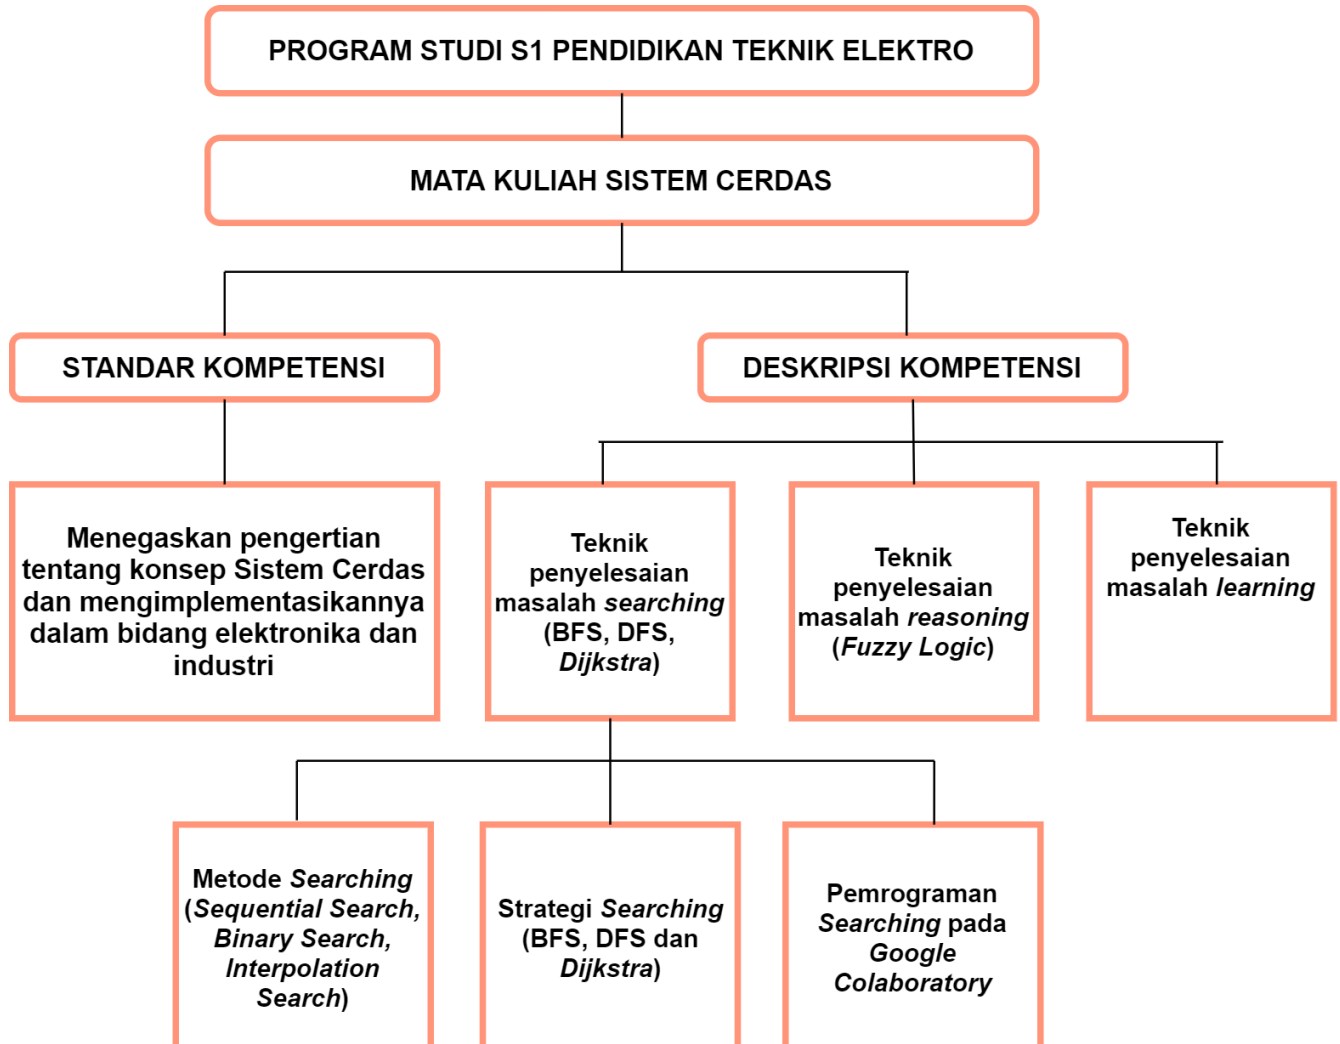 PROGRAM STUDI S1 PENDIDIKAN TEKNIK ELEKTRO
MATA KULIAH SISTEM CERDAS
STANDAR KOMPETENSI
DESKRIPSI KOMPETENSI
Menegaskan pengertian
tentang konsep Sistem Cerdas
dan mengimplementasikannya
dalam bidang elektronika dan
industri
Teknik
penyelesaian
masalah searching
(BFS, DFS,
Dijkstra)
Teknik
penyelesaian
masalah reasoning
(Fuzzy Logic)
Teknik
penyelesaian
masalah learning
Metode Searching
(Sequential Search,
Binary Search,
Interpolation
Search)
Strategi Searching
(BFS, DFS dan
Dijkstra)
Pemrograman
Searching pada
Google
Colaboratory